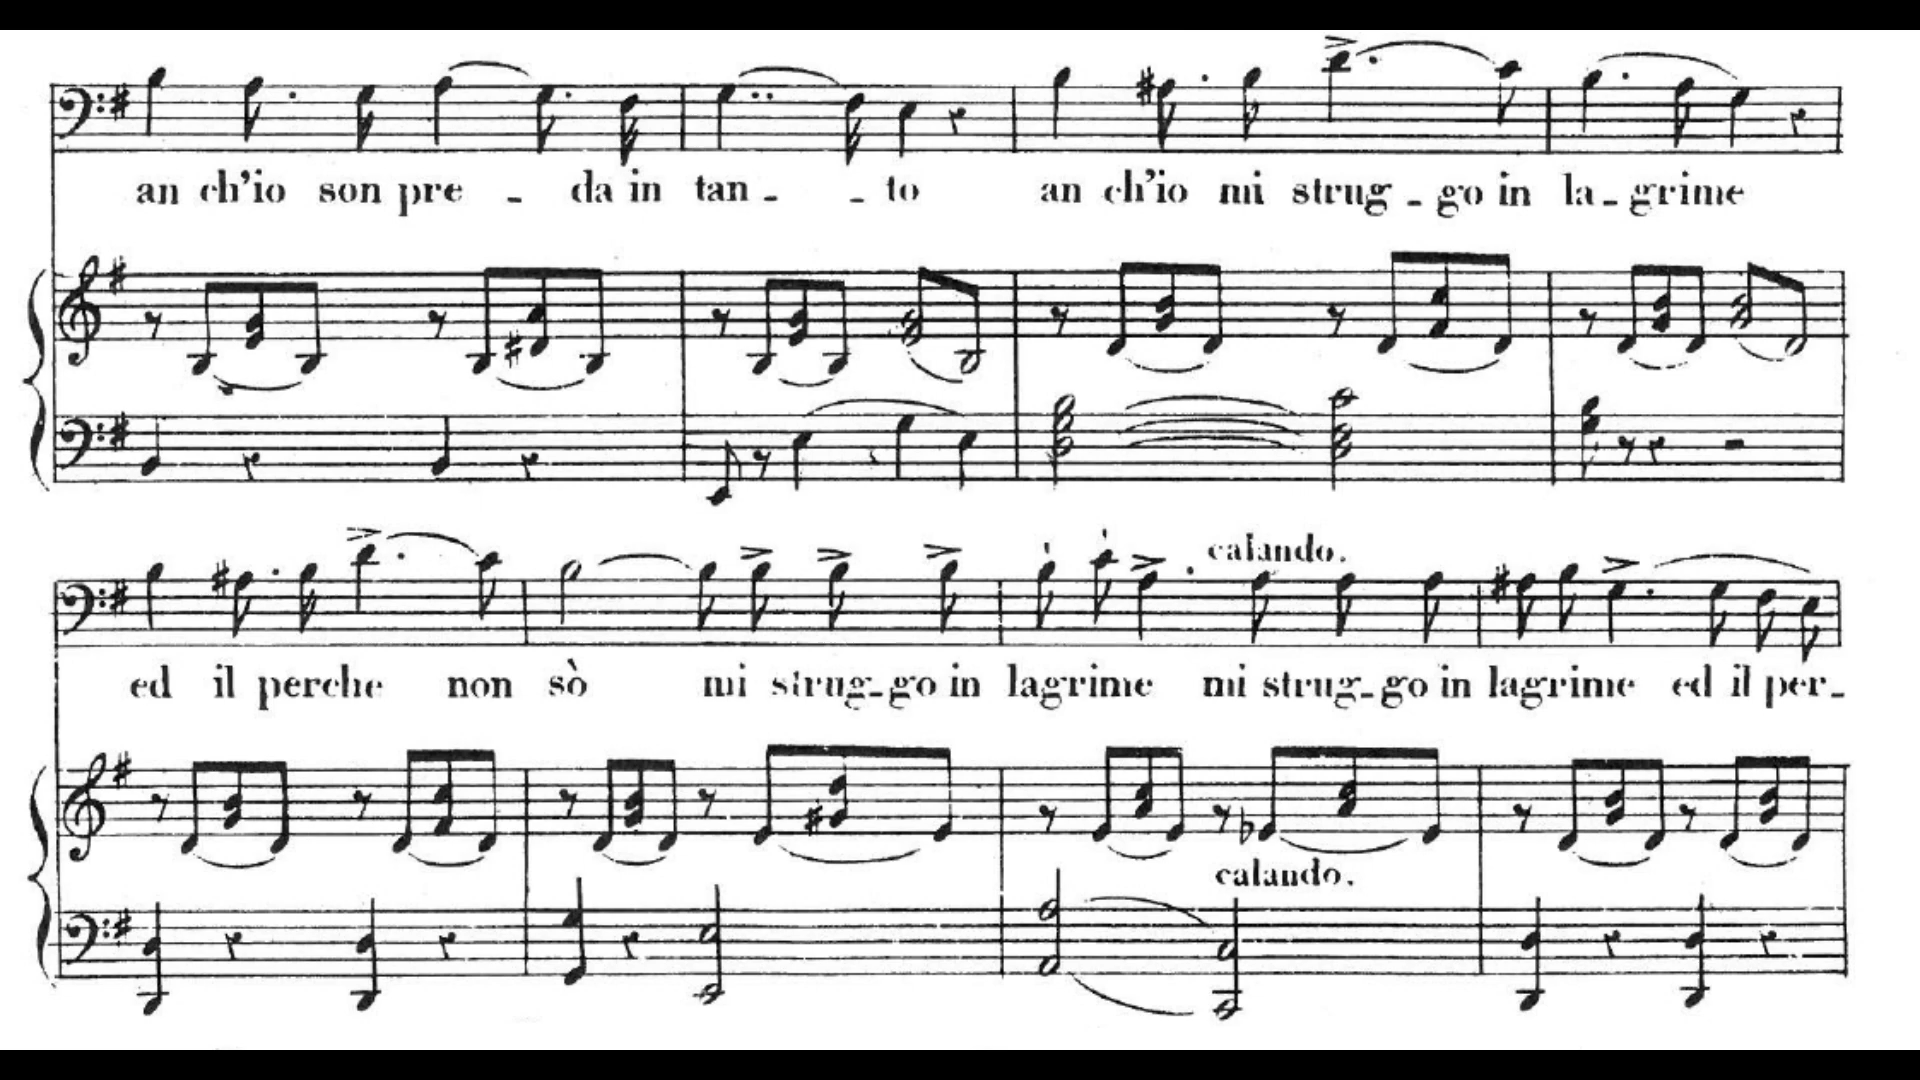 an ch'io son pre - da in tan - - to an ch'io mi strug - go in la - grime
calando.
ed il perche non sò mi strug - go in lagrime mi strug - go in lagrime ed il per -
calando.